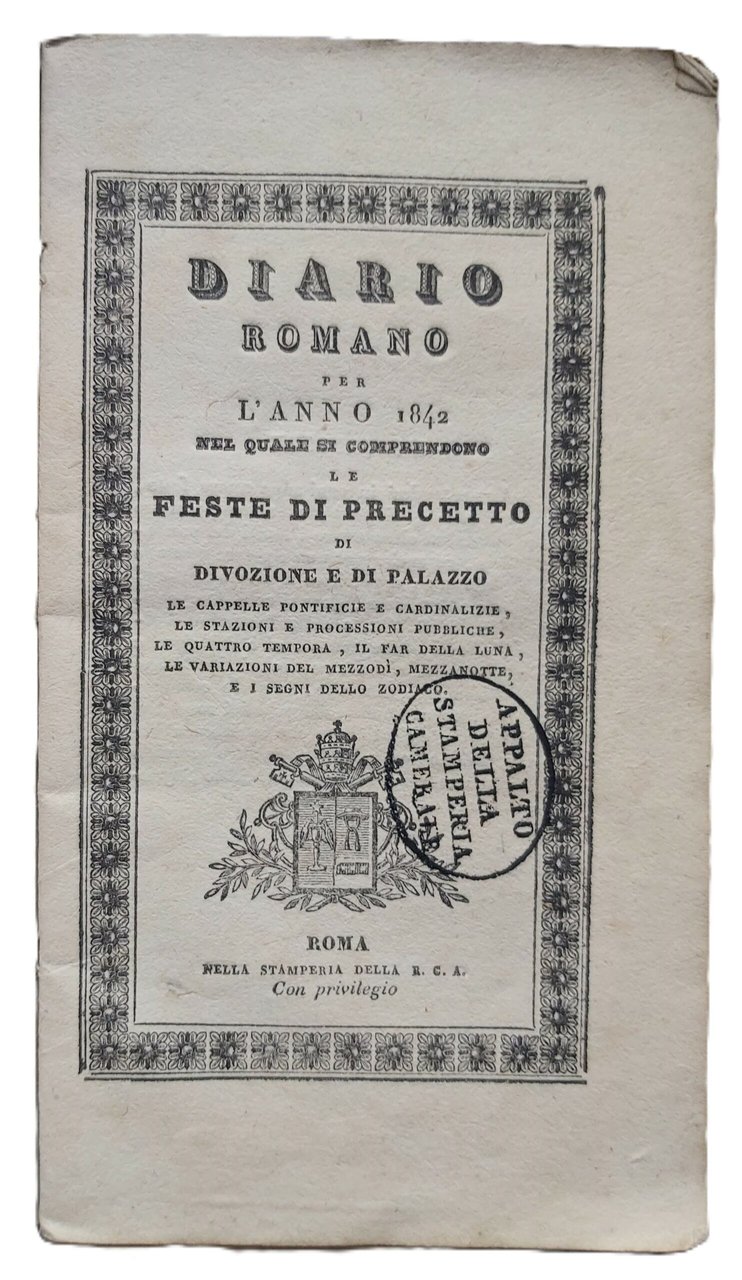 DIARIO
ROMANO
PER
L'ANNO 1842
NEL QUALE SI COMPRENDONO
LE
FESTE DI PRECETTO
DI
DIVOZIONE E DI PALAZZO
LE CAPPELLE PONTIFICIE E CARDINALIZIE,
LE STAZIONI E PROCESSIONI PUBBLICHE,
LE QUATTRO TEMPORA, IL FAR DELLA LUNA,
LE VARIAZIONI DEL MEZZODÌ, MEZZANOTTE,
E I SEGNI DELLO ZODIACO.
APPALTO
DELLA
STAMPERIA
CAMERALE
ROMA
NELLA STAMPERIA DELLA R. C. A.
Con privilegio